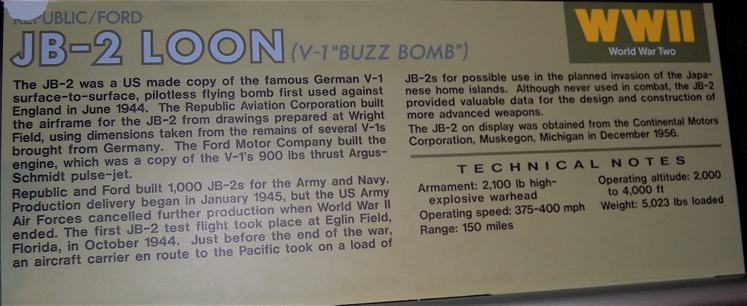 REPUBLIC/FORD
JB-2 LOON (V-1 "BUZZ BOMB")
WWII
World War Two
The JB-2 was a US made copy of the famous German V-1
surface-to-surface, pilotless flying bomb first used against
England in June 1944. The Republic Aviation Corporation built
the airframe for the JB-2 from drawings prepared at Wright
Field, using dimensions taken from the remains of several V-1s
brought from Germany. The Ford Motor Company built the
engine, which was a copy of the V-1's 900 lbs thrust Argus-
Schmidt pulse-jet.
Republic and Ford built 1,000 JB-2s for the Army and Navy.
Production delivery began in January 1945, but the US Army
Air Forces cancelled further production when World War II
ended. The first JB-2 test flight took place at Eglin Field,
Florida, in October 1944. Just before the end of the war,
an aircraft carrier en route to the Pacific took on a load of
JB-2s for possible use in the planned invasion of the Japa-
nese home islands. Although never used in combat, the JB-2
provided valuable data for the design and construction of
more advanced weapons.
The JB-2 on display was obtained from the Continental Motors
Corporation, Muskegon, Michigan in December 1956.
TECHNICAL NOTES
Armament: 2,100 lb high-
explosive warhead
Operating speed: 375-400 mph
Range: 150 miles
Operating altitude: 2,000
to 4,000 ft
Weight: 5,023 lbs loaded